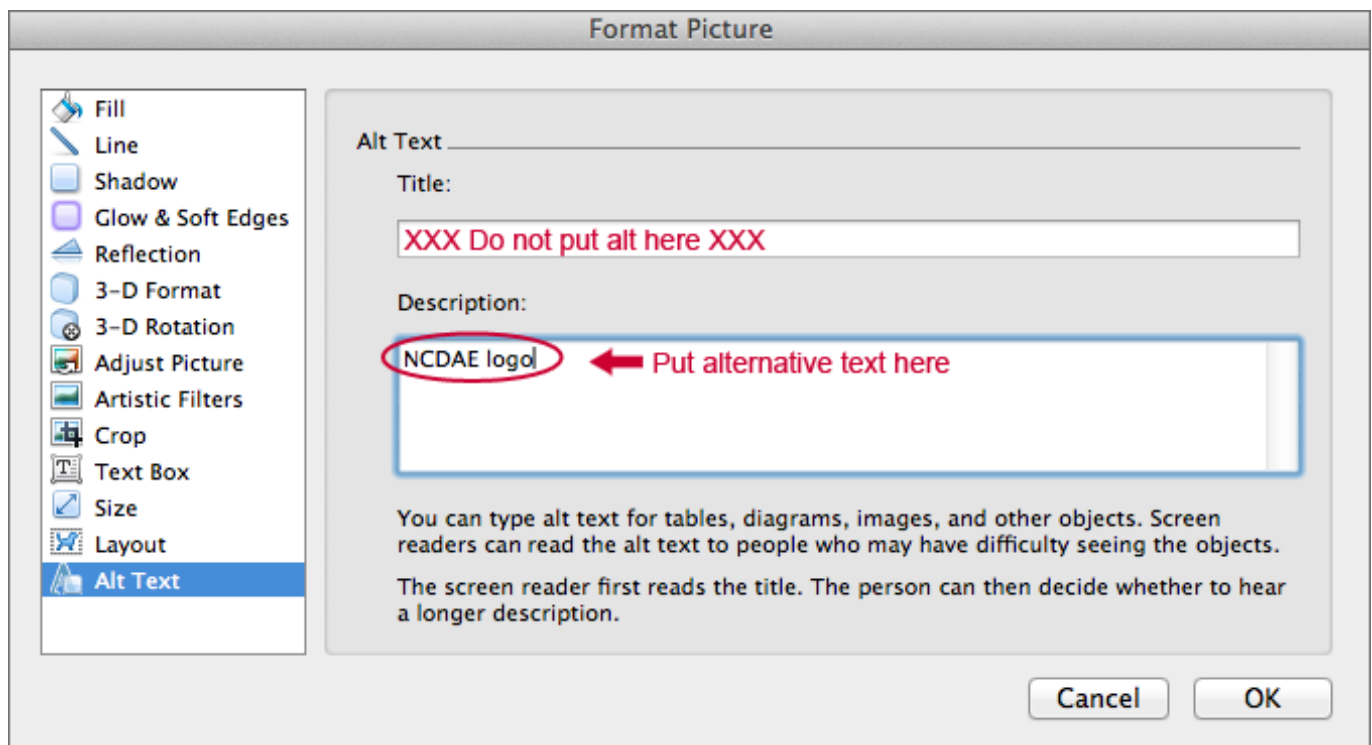 Format Picture
Fill
Line
Shadow
Glow & Soft Edges
Reflection
3-D Format
3-D Rotation
Adjust Picture
Artistic Filters
Crop
Text Box
Size
Layout
Alt Text
Alt Text
Title:
XXX Do not put alt here XXX
Description:
NCDAE logo Put alternative text here
You can type alt text for tables, diagrams, images, and other objects. Screen
readers can read the alt text to people who may have difficulty seeing the objects.
The screen reader first reads the title. The person can then decide whether to hear
a longer description.
Cancel OK